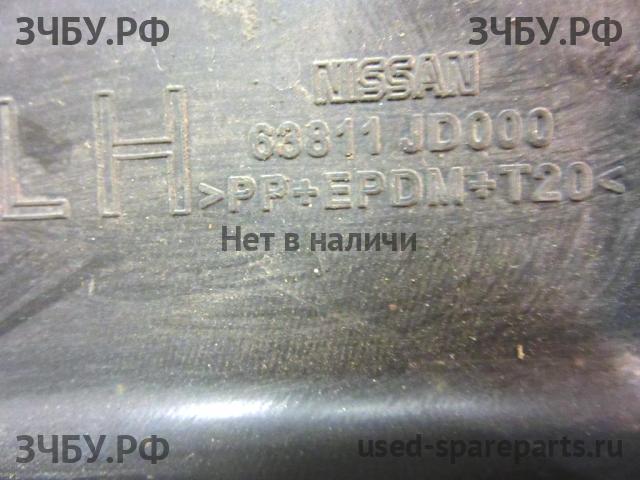 ЗЧБУ.РФ ЗЧБУ.РФ
NISSAN
63811 JD000
LH
>PP+EPDM+T20<
Нет в наличи
ЗЧБУ.РФ
used-spareparts.ru